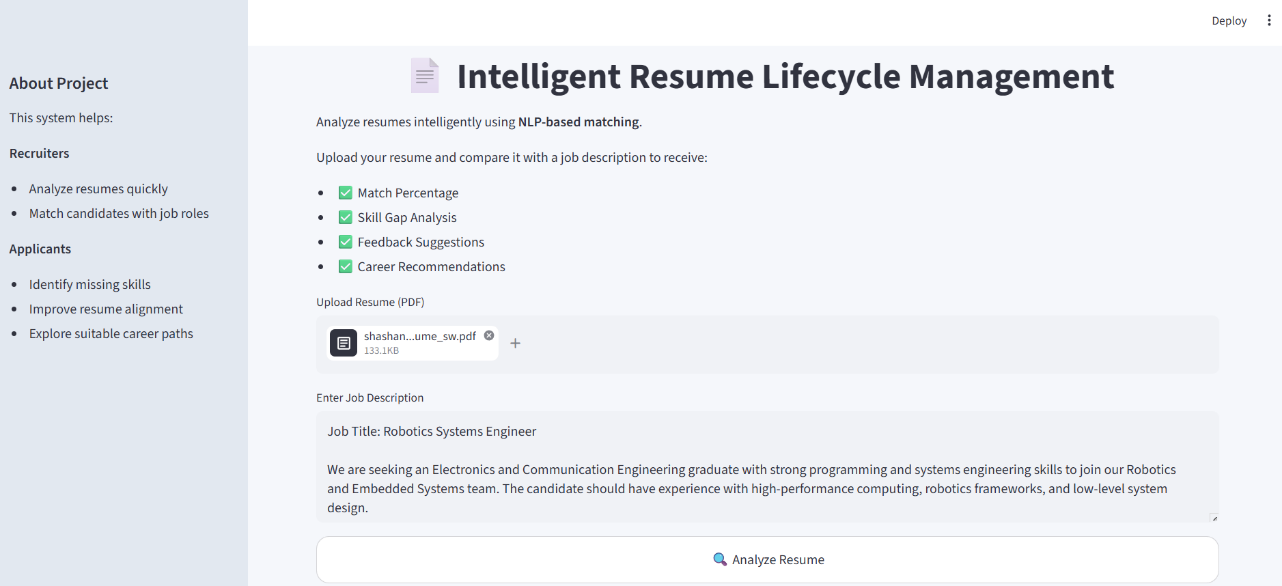 Deploy
About Project
This system helps:
Recruiters
Analyze resumes quickly
Match candidates with job roles
Applicants
Identify missing skills
Improve resume alignment
Explore suitable career paths
Intelligent Resume Lifecycle Management
Analyze resumes intelligently using NLP-based matching.
Upload your resume and compare it with a job description to receive:
Match Percentage
Skill Gap Analysis
Feedback Suggestions
Career Recommendations
Upload Resume (PDF)
shashan...ume_sw.pdf
133.1KB
Enter Job Description
Job Title: Robotics Systems Engineer
We are seeking an Electronics and Communication Engineering graduate with strong programming and systems engineering skills to join our Robotics
and Embedded Systems team. The candidate should have experience with high-performance computing, robotics frameworks, and low-level system
design.
Analyze Resume